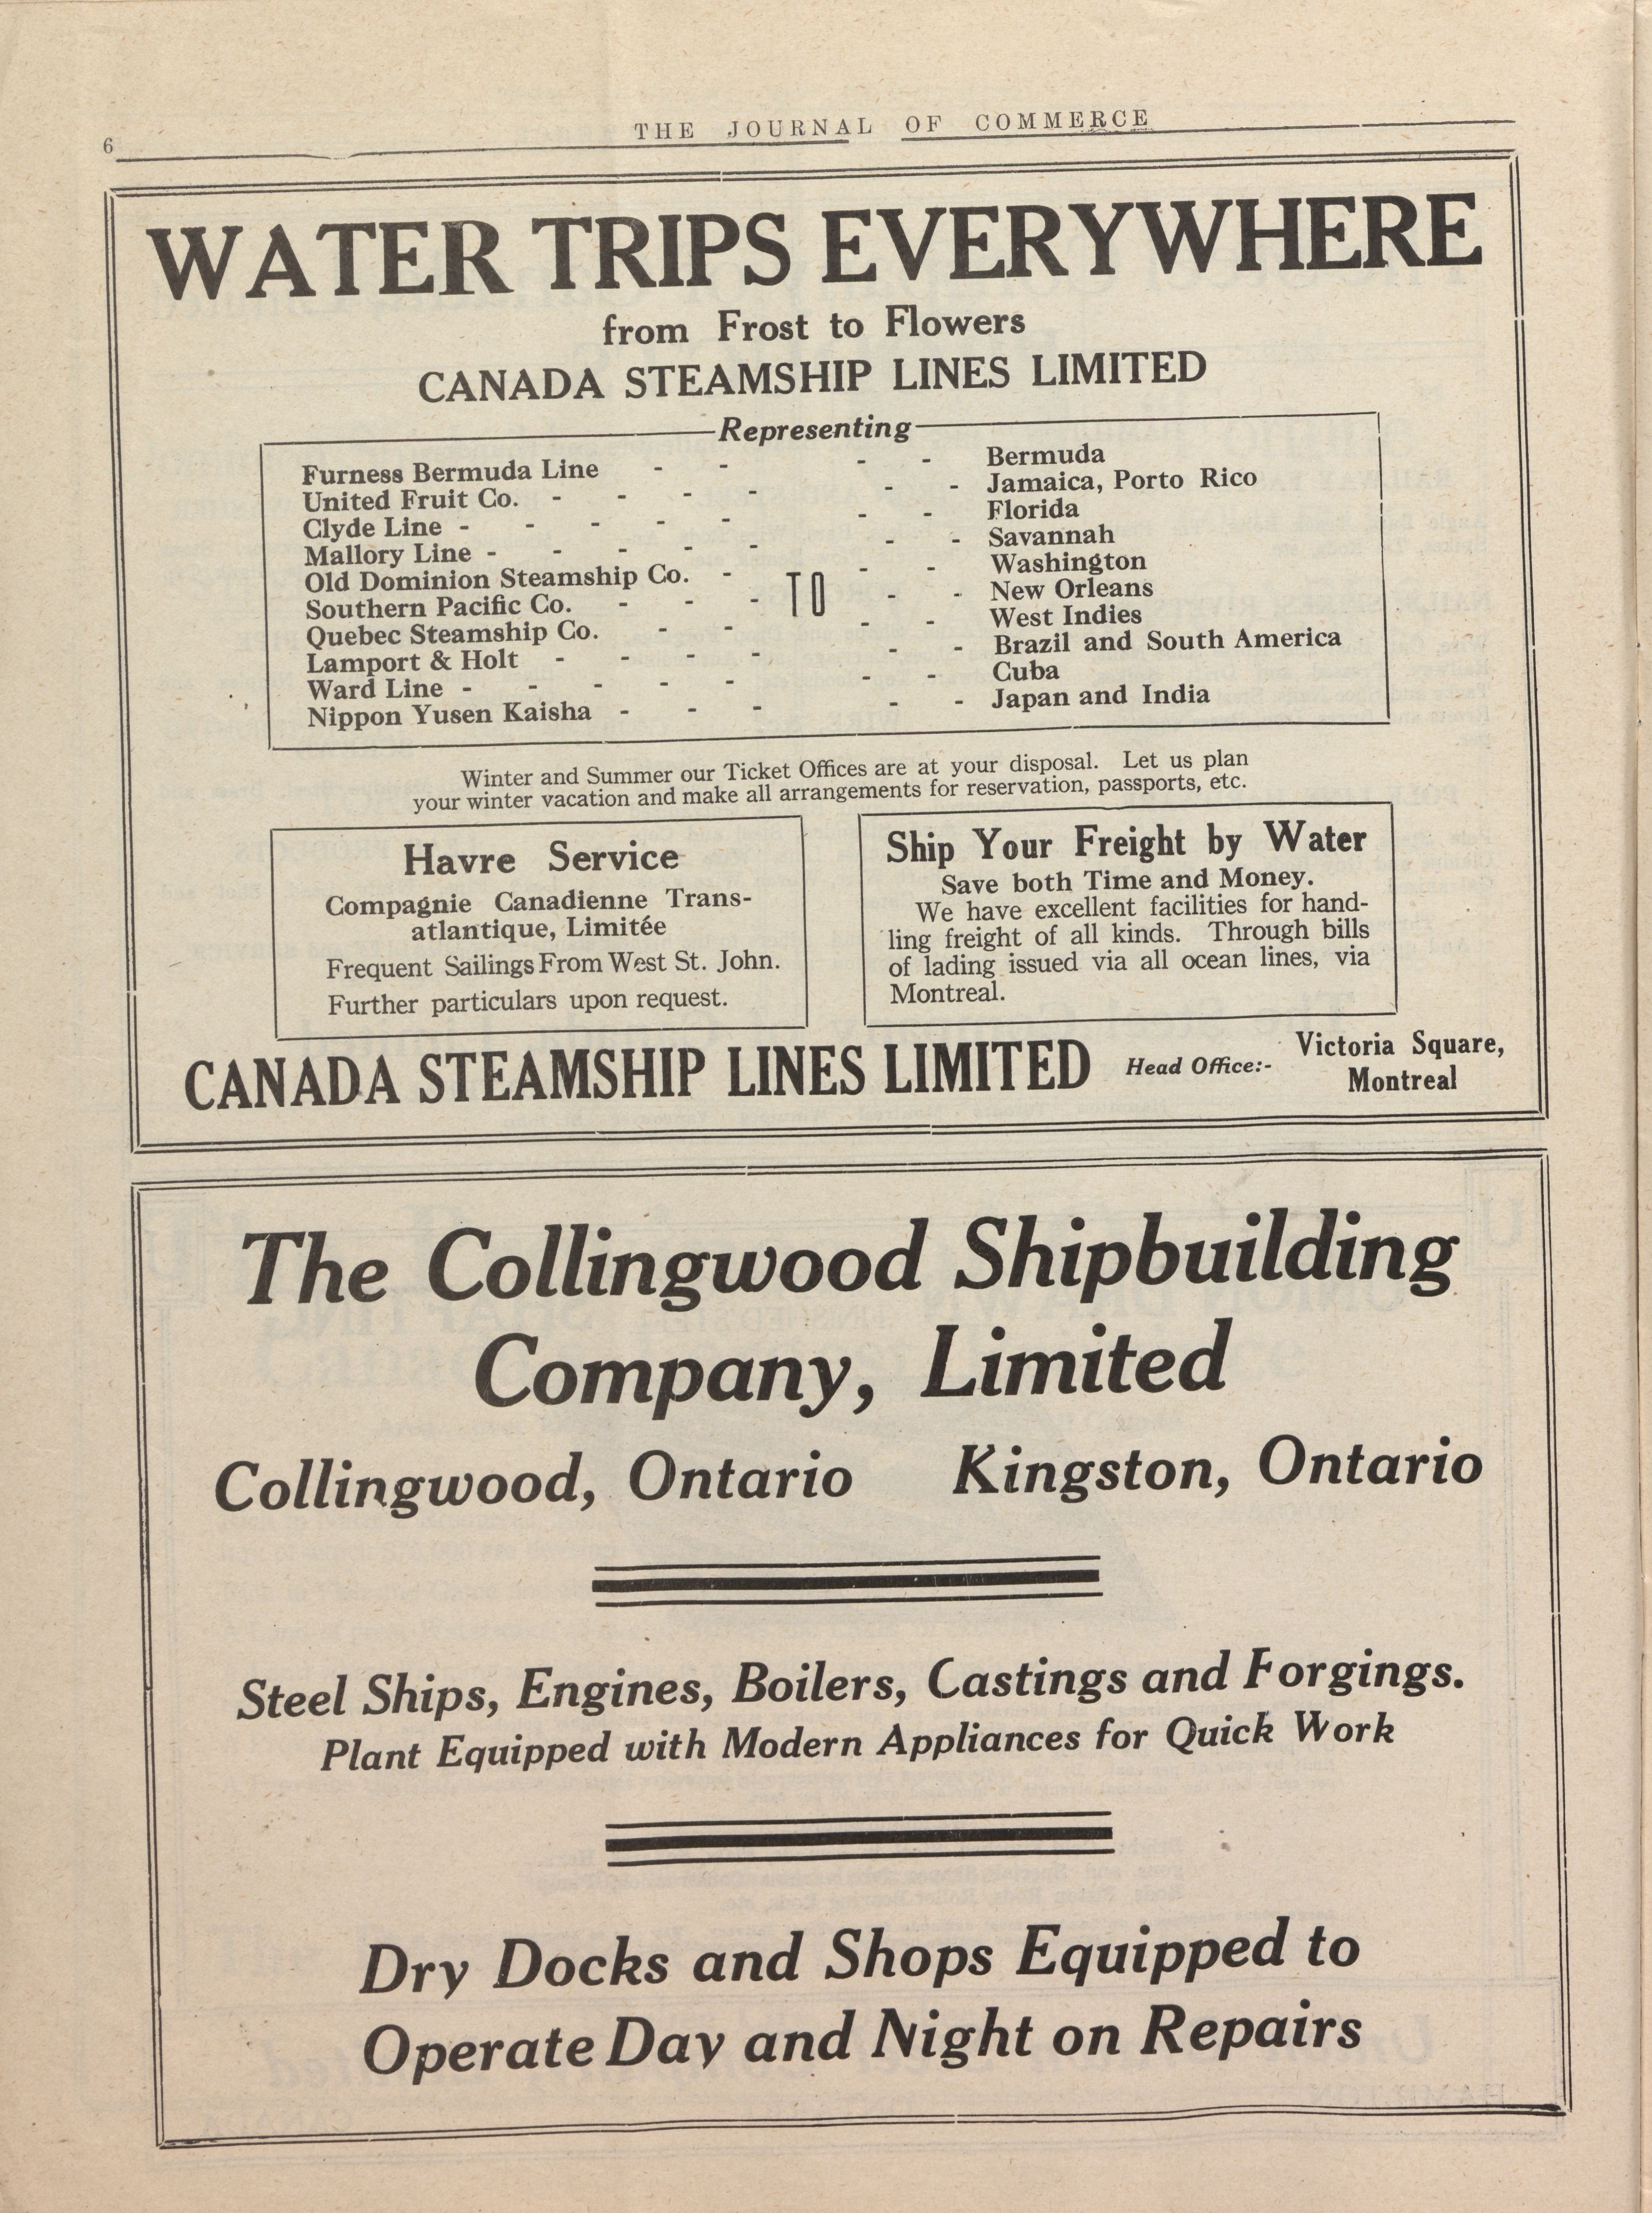 6
THE JOURNAL OF COMMERCE
WATER TRIPS EVERYWHERE
from Frost to Flowers
CANADA STEAMSHIP LINES LIMITED
Representing
Furness Bermuda Line - - - - Bermuda
United Fruit Co. - - - - - - Jamaica, Porto Rico
Clyde Line - - - - - - - Florida
Mallory Line - - - - - - - Savannah
Old Dominion Steamship Co. - - - Washington
TO
Southern Pacific Co. - - - - - New Orleans
Quebec Steamship Co. - - - - West Indies
Lamport & Holt - - - - - - Brazil and South America
Ward Line - - - - - - - Cuba
Nippon Yusen Kaisha - - - - - Japan and India
Winter and Summer our Ticket Offices are at your disposal. Let us plan
your winter vacation and make all arrangements for reservation, passports, etc.
Havre Service
Compagnie Canadienne Trans-
atlantique, Limitée
Frequent Sailings From West St. John.
Further particulars upon request.
Ship Your Freight by Water
Save both Time and Money.
We have excellent facilities for hand-
ling freight of all kinds. Through bills
of lading issued via all ocean lines, via
Montreal.
CANADA STEAMSHIP LINES LIMITED Head Office:- Victoria Square,
Montreal
The Collingwood Shipbuilding
Company, Limited
Collingwood, Ontario Kingston, Ontario
Steel Ships, Engines, Boilers, Castings and Forgings.
Plant Equipped with Modern Appliances for Quick Work
Dry Docks and Shops Equipped to
Operate Day and Night on Repairs